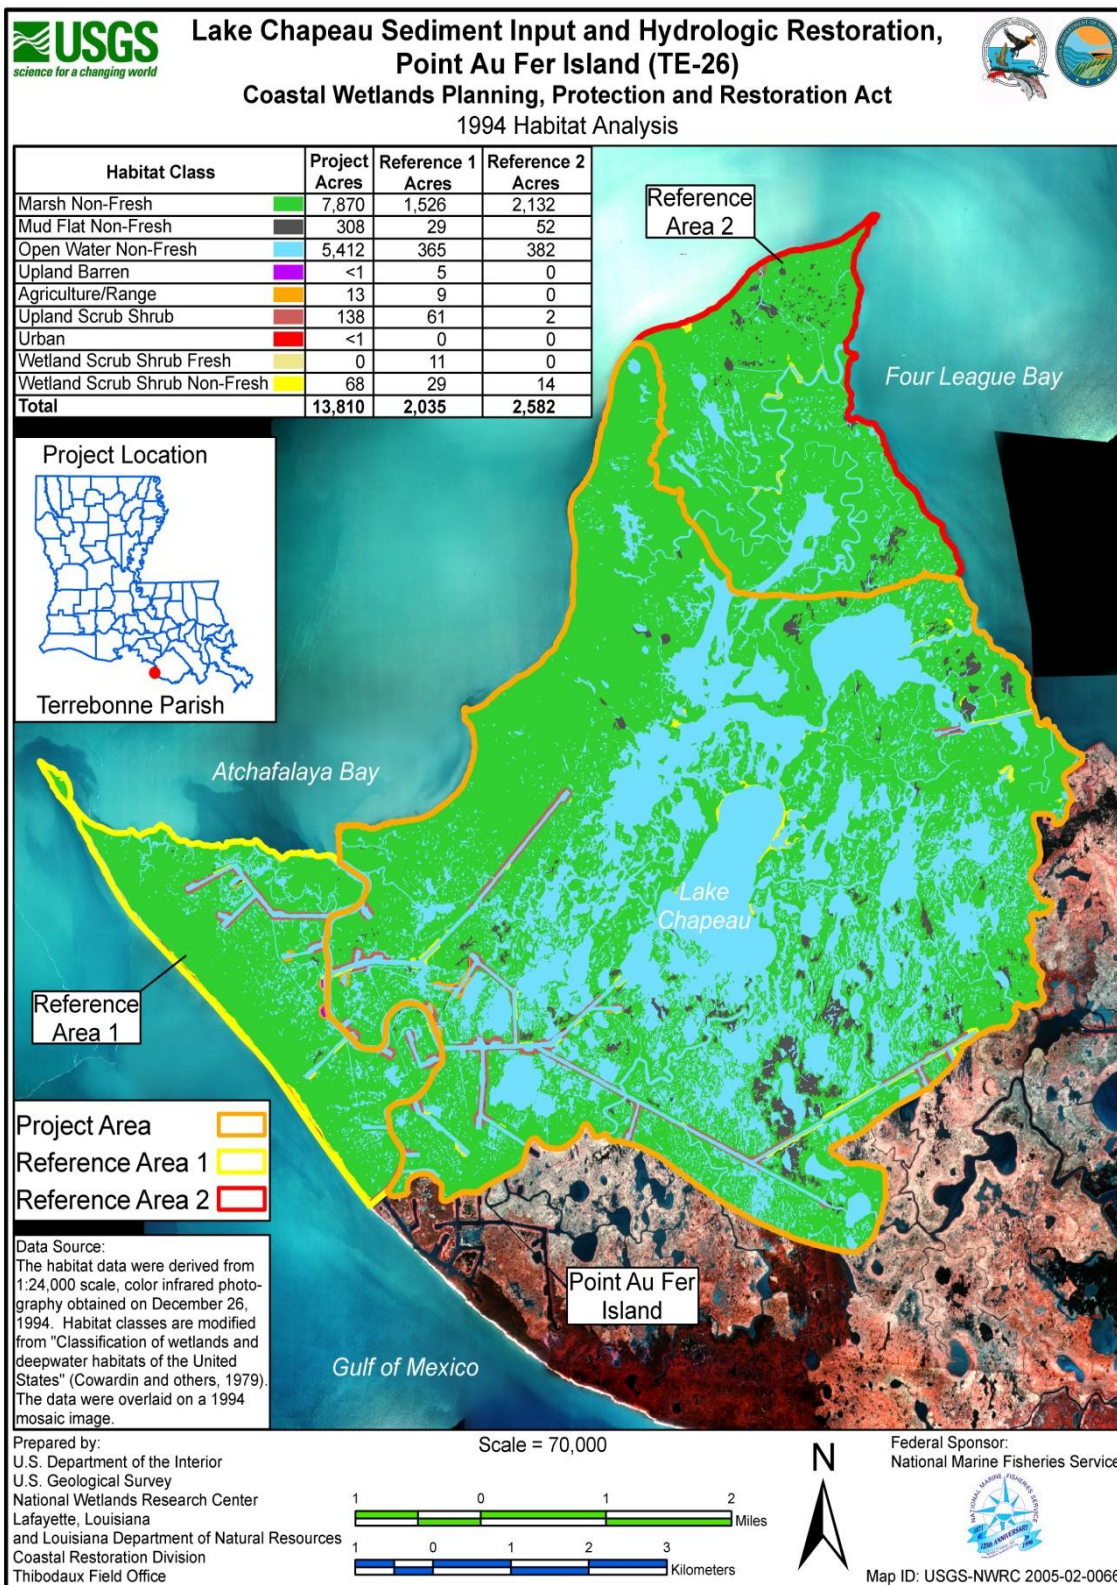 USGS
science for a changing world
Lake Chapeau Sediment Input and Hydrologic Restoration,
Point Au Fer Island (TE-26)
Coastal Wetlands Planning, Protection and Restoration Act
1994 Habitat Analysis
Habitat Class Project Acres Reference 1 Acres Reference 2 Acres
Marsh Non-Fresh 7,870 1,526 2,132
Mud Flat Non-Fresh 308 29 52
Open Water Non-Fresh 5,412 365 382
Upland Barren <1 5 0
Agriculture/Range 13 9 0
Upland Scrub Shrub 138 61 2
Urban <1 0 0
Wetland Scrub Shrub Fresh 0 11 0
Wetland Scrub Shrub Non-Fresh 68 29 14
Total 13,810 2,035 2,582
Reference
Area 2
Four League Bay
Project Location
Terrebonne Parish
Atchafalaya Bay
Lake
Chapeau
Reference
Area 1
Project Area
Reference Area 1
Reference Area 2
Point Au Fer
Island
Gulf of Mexico
Data Source:
The habitat data were derived from
1:24,000 scale, color infrared photo-
graphy obtained on December 26,
1994. Habitat classes are modified
from "Classification of wetlands and
deepwater habitats of the United
States" (Cowardin and others, 1979).
The data were overlaid on a 1994
mosaic image.
Prepared by:
U.S. Department of the Interior
U.S. Geological Survey
National Wetlands Research Center
Lafayette, Louisiana
and Louisiana Department of Natural Resources
Coastal Restoration Division
Thibodaux Field Office
Scale = 70,000
1 0 1 2
Miles
1 0 1 2 3
Kilometers
N
Federal Sponsor:
National Marine Fisheries Service
NATIONAL MARINE FISHERIES SERVICE
125th ANNIVERSARY
Map ID: USGS-NWRC 2005-02-0066